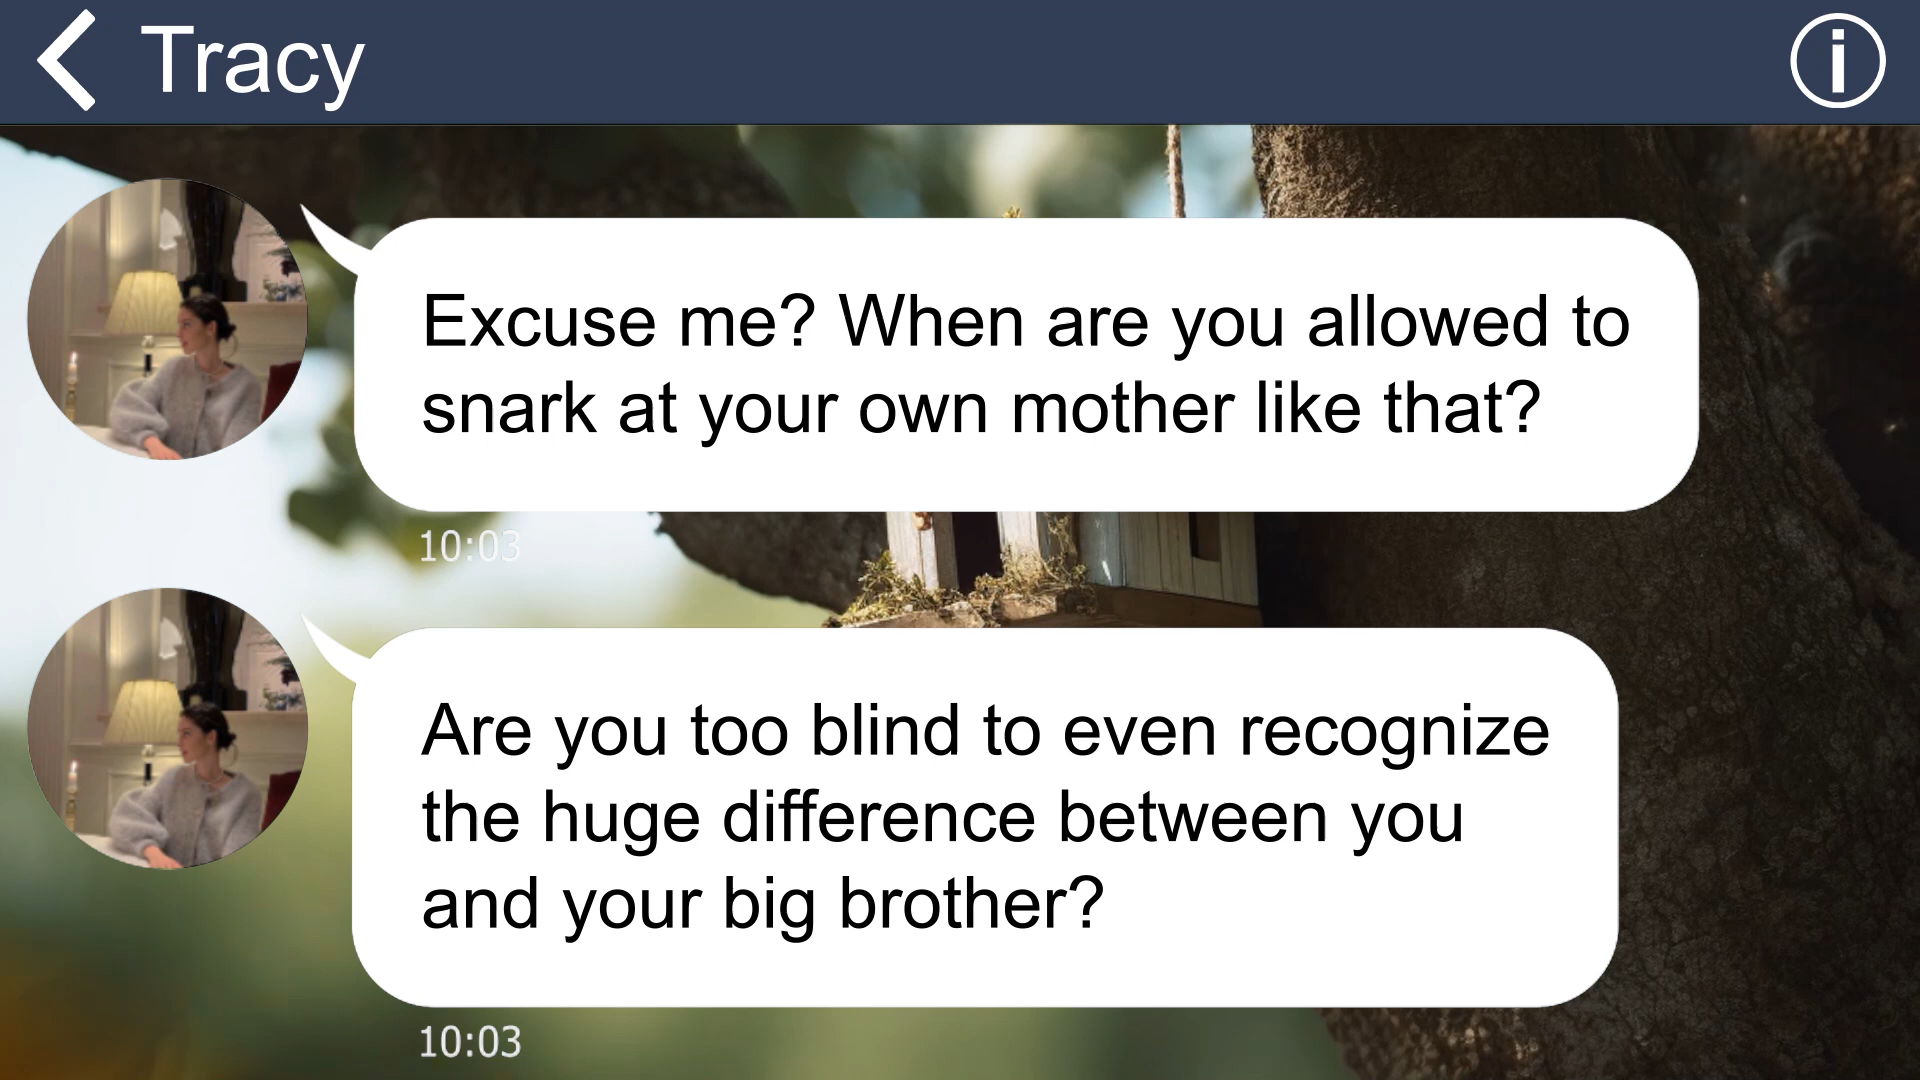 Tracy
Excuse me? When are you allowed to
snark at your own mother like that?
10:03
Are you too blind to even recognize
the huge difference between you
and your big brother?
10:03